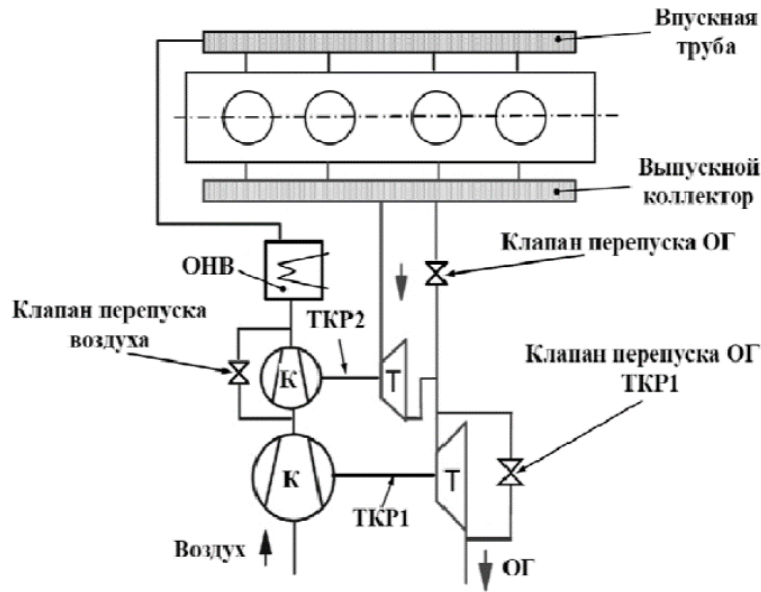 Впускная
труба
Выпускной
коллектор
Клапан перепуска ОГ
ОНВ
Клапан перепуска
воздуха
ТКР2
К
Т
Клапан перепуска ОГ
ТКР1
К
Т
ТКР1
Воздух
ОГ